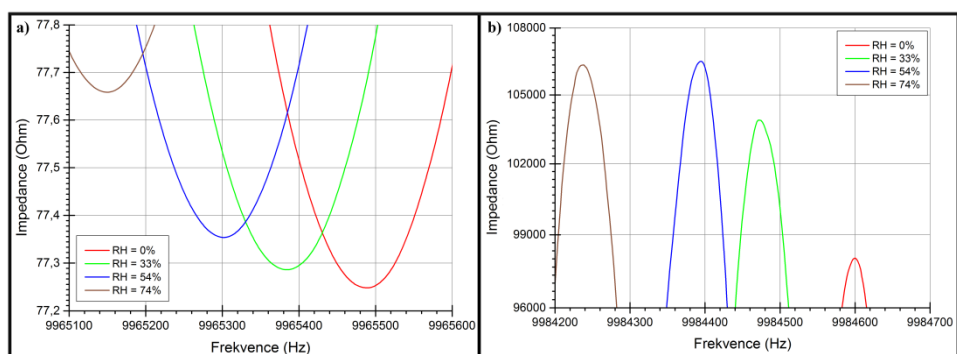 a)
77,8
77,7
77,6
77,5
77,4
77,3
77,2
Impedance (Ohm)
RH = 0%
RH = 33%
RH = 54%
RH = 74%
9965100 9965200 9965300 9965400 9965500 9965600
Frekvence (Hz)
b)
108000
105000
102000
99000
96000
Impedance (Ohm)
RH = 0%
RH = 33%
RH = 54%
RH = 74%
9984200 9984300 9984400 9984500 9984600 9984700
Frekvence (Hz)